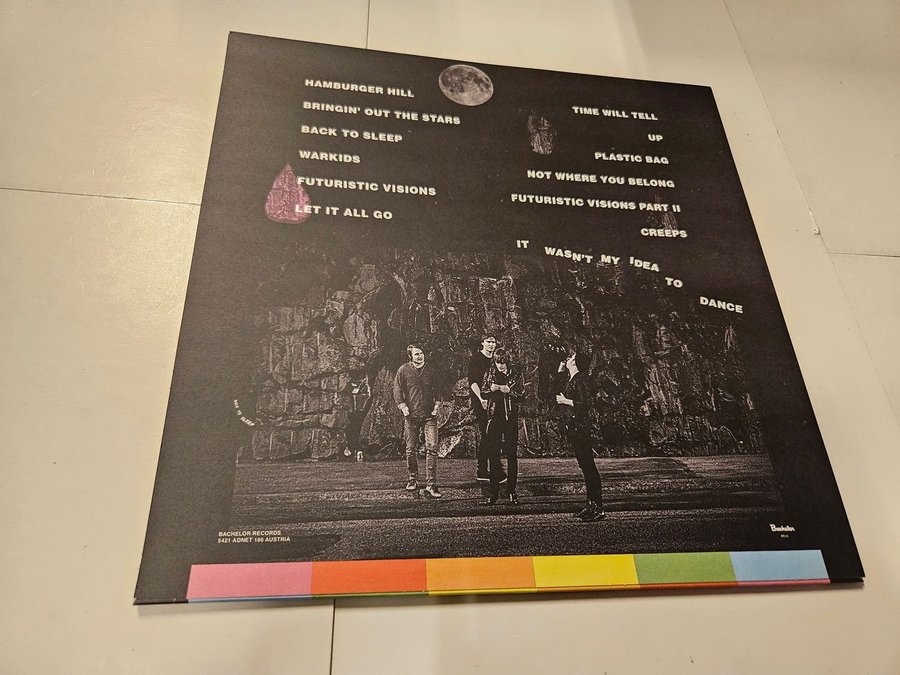 HAMBURGER HILL
BRINGIN' OUT THE STARS
BACK TO SLEEP
WARKIDS
FUTURISTIC VISIONS
LET IT ALL GO
TIME WILL TELL
UP
PLASTIC BAG
NOT WHERE YOU BELONG
FUTURISTIC VISIONS PART II
CREEPS
IT WASN'T MY IDEA TO DANCE
BACHELOR RECORDS
5421 ADNET 186 AUSTRIA
Bachelor